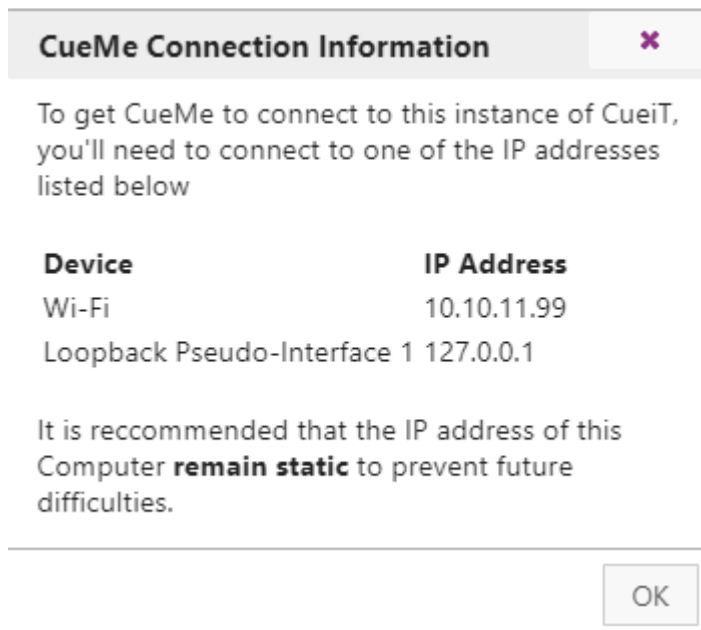 CueMe Connection Information
To get CueMe to connect to this instance of CueiT,
you'll need to connect to one of the IP addresses
listed below
Device IP Address
Wi-Fi 10.10.11.99
Loopback Pseudo-Interface 1 127.0.0.1
It is reccommended that the IP address of this
Computer remain static to prevent future
difficulties.
OK